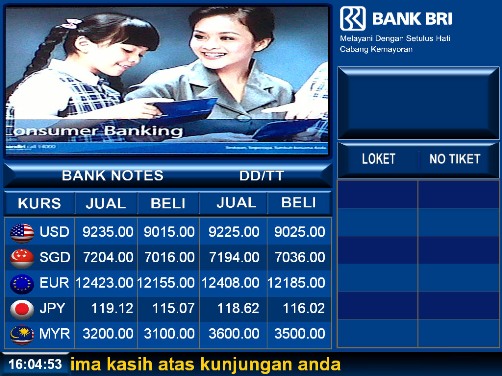 BANK BRI
Melayani Dengan Setulus Hati
Cabang Kemayoran
onsumer Banking
LOKET NO TIKET
BANK NOTES DD/TT
KURS JUAL BELI JUAL BELI
USD 9235.00 9015.00 9225.00 9025.00
SGD 7204.00 7016.00 7194.00 7036.00
EUR 12423.00 12155.00 12408.00 12185.00
JPY 119.12 115.07 118.62 116.02
MYR 3200.00 3100.00 3600.00 3500.00
16:04:53 ima kasih atas kunjungan anda